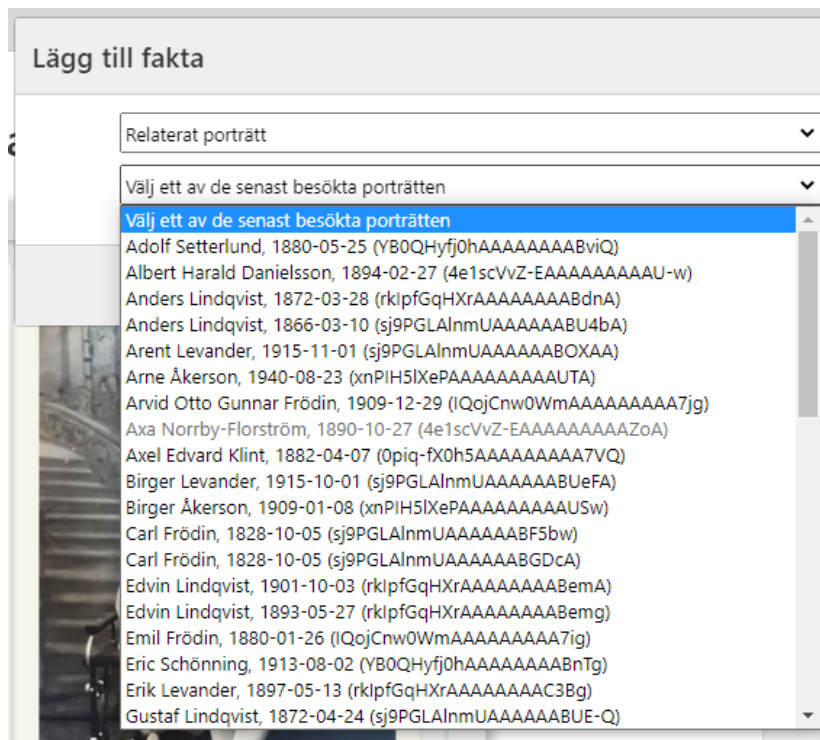 Lägg till fakta
Relaterat porträtt
Välj ett av de senast besökta porträtten
Välj ett av de senast besökta porträtten
Adolf Setterlund, 1880-05-25 (YB0QHyfj0hAAAAAAAABviQ)
Albert Harald Danielsson, 1894-02-27 (4e1scVvZ-EAAAAAAAAAU-w)
Anders Lindqvist, 1872-03-28 (rkIpfGqHXrAAAAAAAABdnA)
Anders Lindqvist, 1866-03-10 (sj9PGLAlnmUAAAAAABU4bA)
Arent Levander, 1915-11-01 (sj9PGLAlnmUAAAAAABOXAA)
Arne Åkerson, 1940-08-23 (xnPIH5lXePAAAAAAAAAUTA)
Arvid Otto Gunnar Frödin, 1909-12-29 (IQojCnw0WmAAAAAAAAA7jg)
Axa Norrby-Florström, 1890-10-27 (4e1scVvZ-EAAAAAAAAAZoA)
Axel Edvard Klint, 1882-04-07 (0piq-fX0h5AAAAAAAAA7VQ)
Birger Levander, 1915-10-01 (sj9PGLAlnmUAAAAAABUeFA)
Birger Åkerson, 1909-01-08 (xnPIH5lXePAAAAAAAAAUSw)
Carl Frödin, 1828-10-05 (sj9PGLAlnmUAAAAAABF5bw)
Carl Frödin, 1828-10-05 (sj9PGLAlnmUAAAAAABGDcA)
Edvin Lindqvist, 1901-10-03 (rkIpfGqHXrAAAAAAAABemA)
Edvin Lindqvist, 1893-05-27 (rkIpfGqHXrAAAAAAAABemg)
Emil Frödin, 1880-01-26 (IQojCnw0WmAAAAAAAAA7ig)
Eric Schönning, 1913-08-02 (YB0QHyfj0hAAAAAAAABnTg)
Erik Levander, 1897-05-13 (rkIpfGqHXrAAAAAAAAC3Bg)
Gustaf Lindqvist, 1872-04-24 (sj9PGLAlnmUAAAAAABUE-Q)